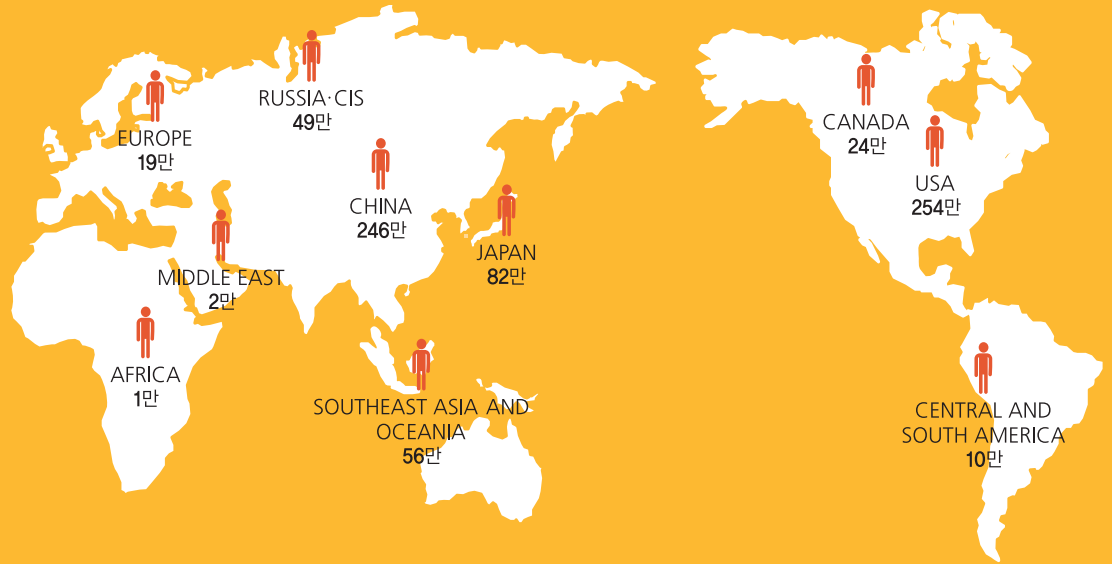 EUROPE
19만
RUSSIA·CIS
49만
CHINA
246만
JAPAN
82만
MIDDLE EAST
2만
AFRICA
1만
SOUTHEAST ASIA AND
OCEANIA
56만
CANADA
24만
USA
254만
CENTRAL AND
SOUTH AMERICA
10만